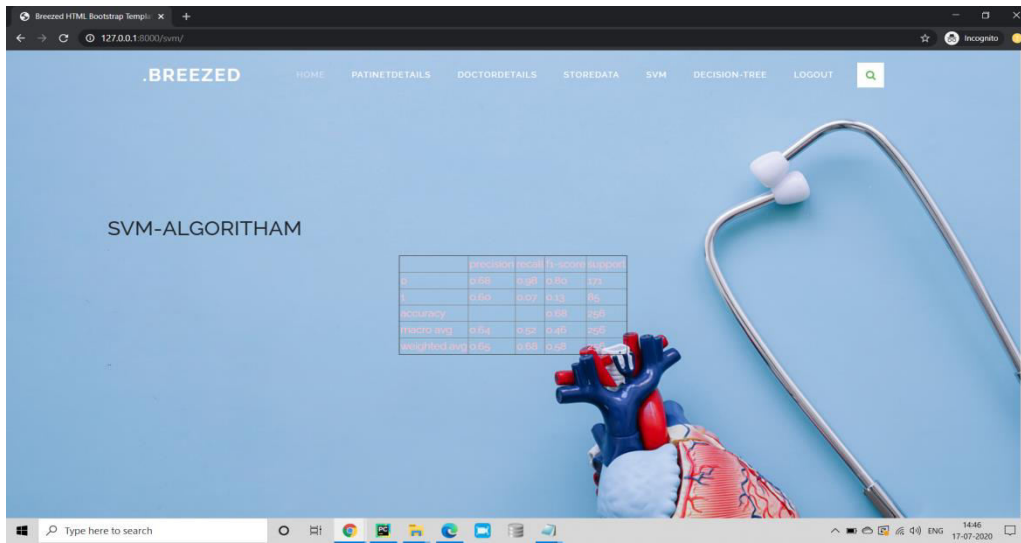 Breezed HTML Bootstrap Templa
127.0.0.1:8000/svm/
Incognito
.BREEZED HOME PATINETDETAILS DOCTORDETAILS STOREDATA SVM DECISION-TREE LOGOUT
SVM-ALGORITHAM
precision recall f1-score support
0 0.68 0.98 0.80 171
1 0.60 0.07 0.13 85
accuracy 0.68 256
macro avg 0.64 0.52 0.46 256
weighted avg 0.65 0.68 0.58 256
Type here to search
ENG
14:46
17-07-2020